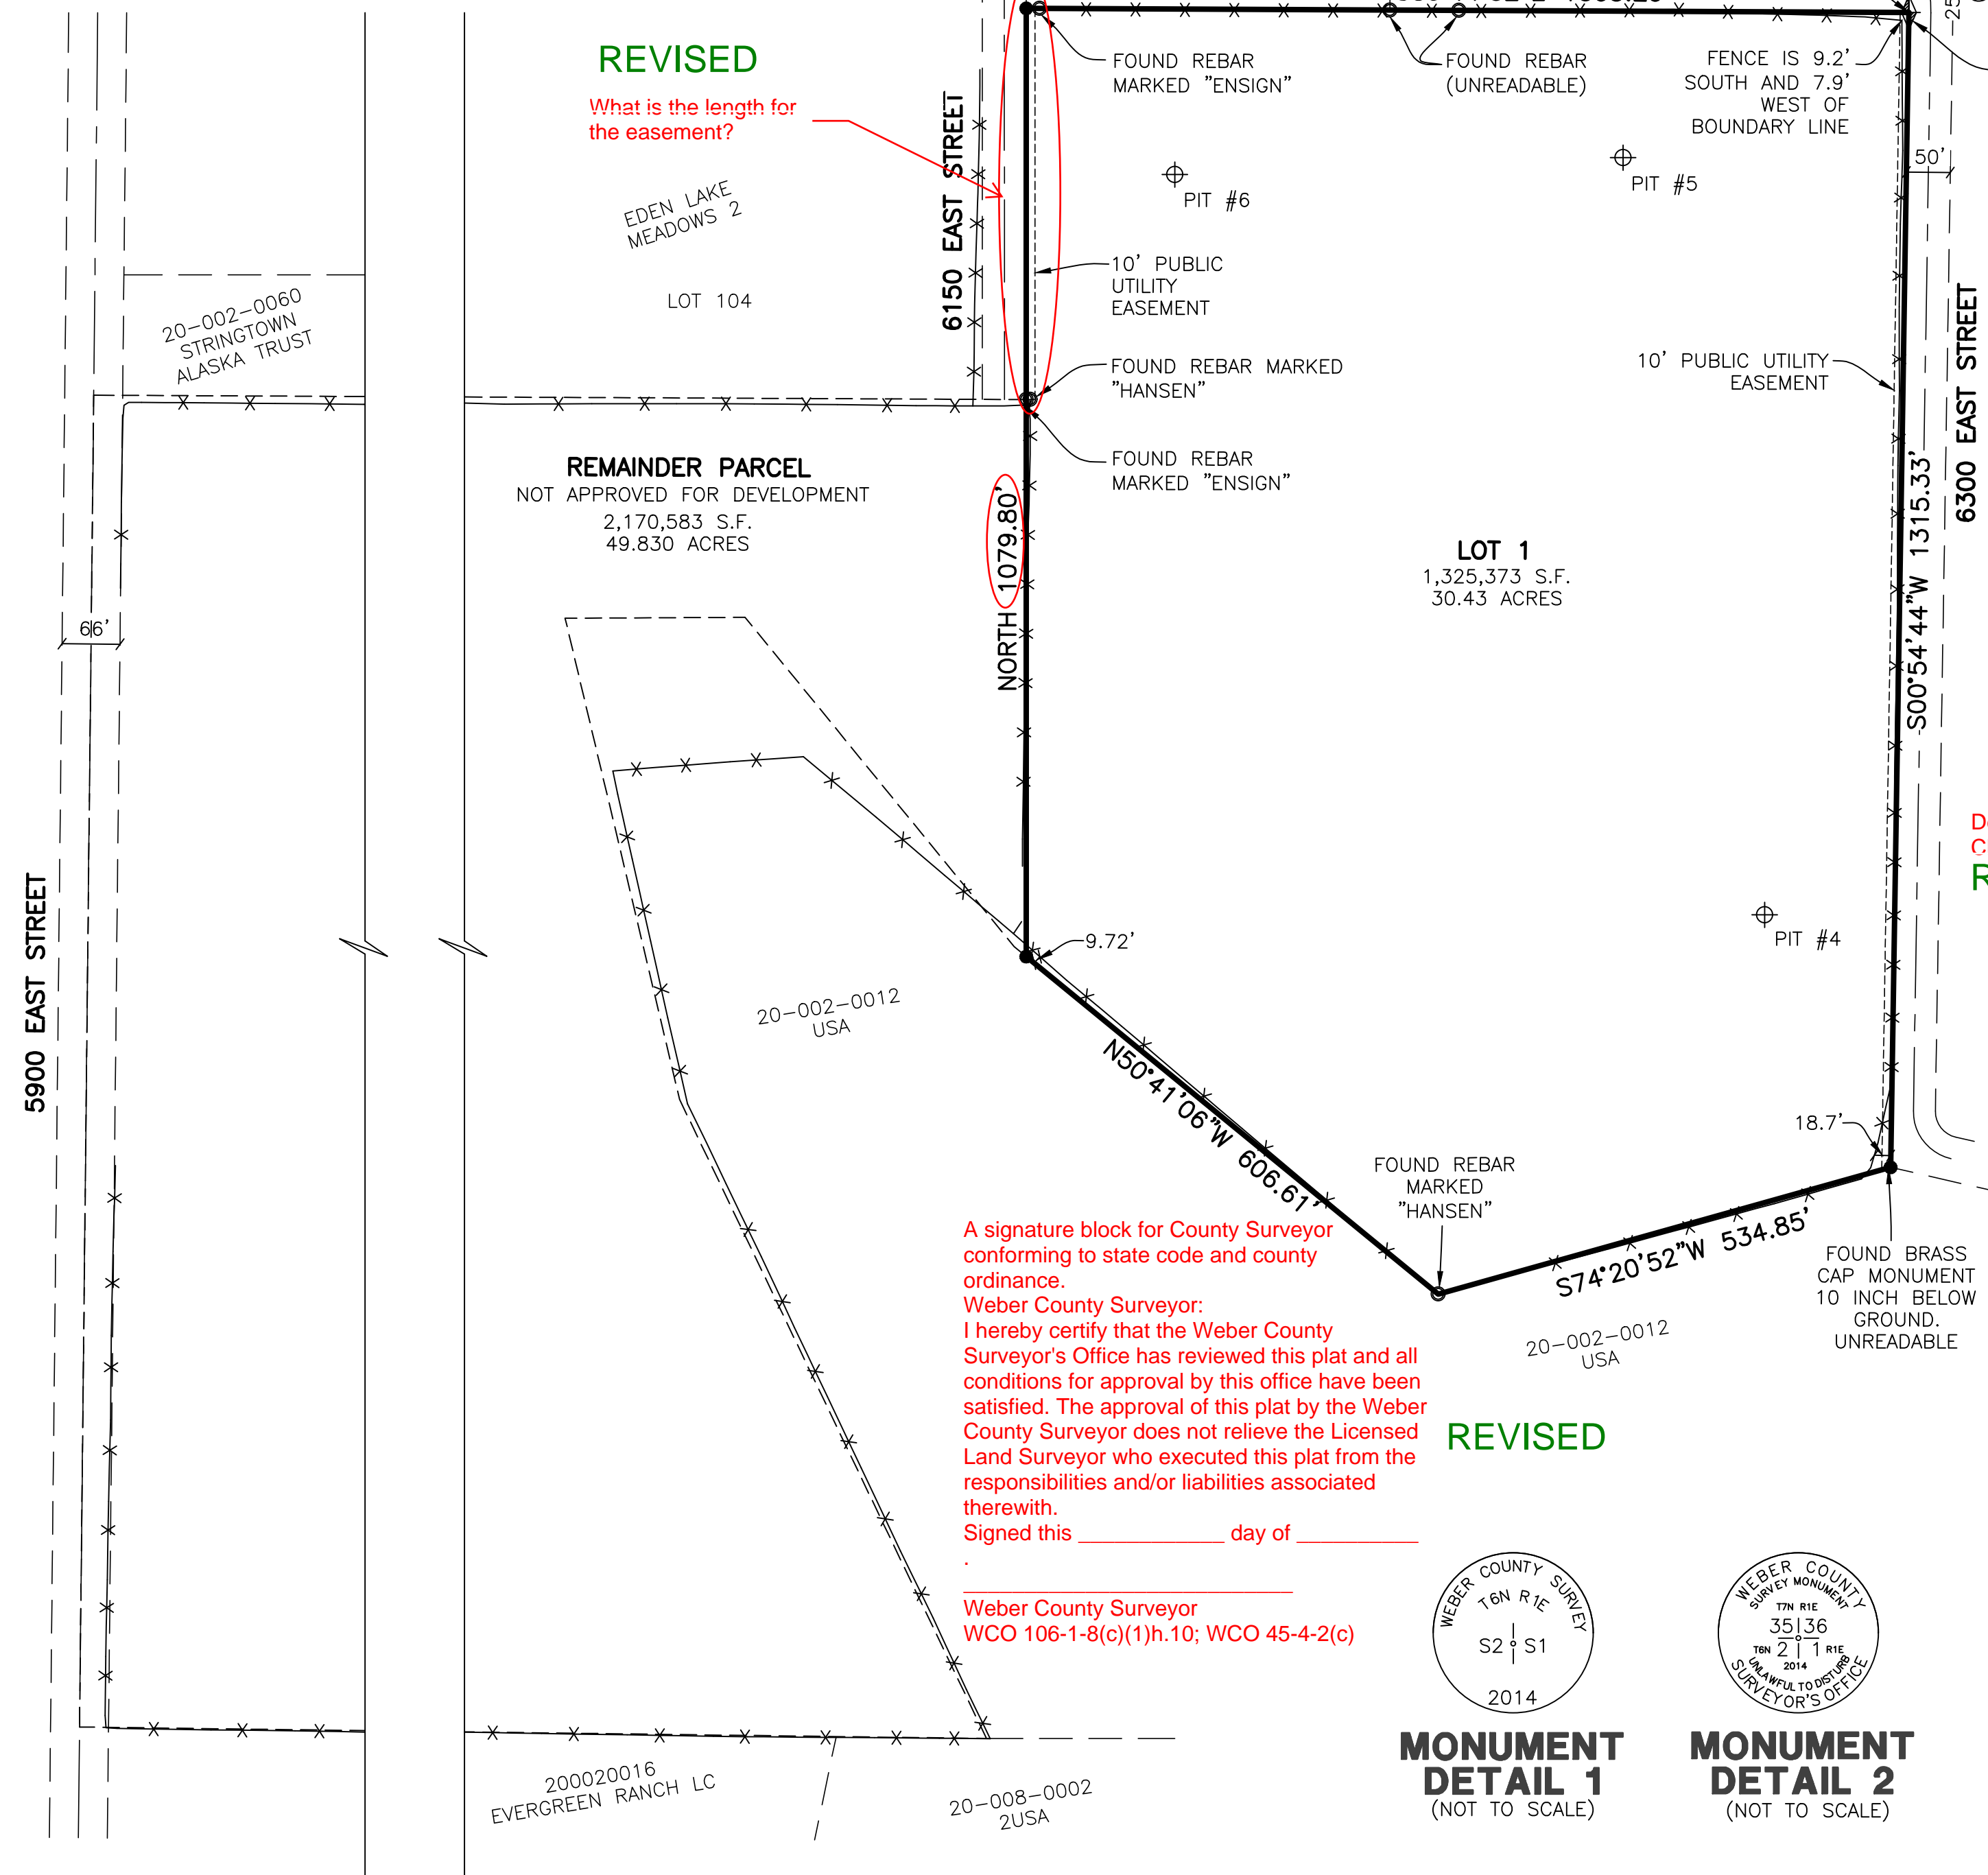 REVISED
What is the length for
the easement?
FOUND REBAR
MARKED "ENSIGN"
FOUND REBAR
(UNREADABLE)
FENCE IS 9.2'
SOUTH AND 7.9'
WEST OF
BOUNDARY LINE
50'
PIT #6
PIT #5
EDEN LAKE
MEADOWS 2
LOT 104
6150 EAST STREET
10' PUBLIC
UTILITY
EASEMENT
20-002-0060
STRINGTOWN
ALASKA TRUST
FOUND REBAR MARKED
"HANSEN"
10' PUBLIC UTILITY
EASEMENT
6300 EAST STREET
FOUND REBAR
MARKED "ENSIGN"
REMAINDER PARCEL
NOT APPROVED FOR DEVELOPMENT
2,170,583 S.F.
49.830 ACRES
NORTH 1079.80'
LOT 1
1,325,373 S.F.
30.43 ACRES
S00°54'44"W 1315.33'
66'
5900 EAST STREET
9.72'
PIT #4
20-002-0012
USA
N50°41'06"W 606.61'
18.7'
FOUND REBAR
MARKED
"HANSEN"
S74°20'52"W 534.85'
FOUND BRASS
CAP MONUMENT
10 INCH BELOW
GROUND.
UNREADABLE
20-002-0012
USA
A signature block for County Surveyor
conforming to state code and county
ordinance.
Weber County Surveyor:
I hereby certify that the Weber County
Surveyor's Office has reviewed this plat and all
conditions for approval by this office have been
satisfied. The approval of this plat by the Weber
County Surveyor does not relieve the Licensed
Land Surveyor who executed this plat from the
responsibilities and/or liabilities associated
therewith.
Signed this ____________ day of __________
.
___________________________
Weber County Surveyor
WCO 106-1-8(c)(1)h.10; WCO 45-4-2(c)
REVISED
WEBER COUNTY SURVEY
T6N R1E
S2 S1
2014
MONUMENT
DETAIL 1
(NOT TO SCALE)
WEBER COUNTY
SURVEY MONUMENT
T7N R1E
35 36
T6N 2 1 R1E
2014
UNLAWFUL TO DISTURB
SURVEYOR'S OFFICE
MONUMENT
DETAIL 2
(NOT TO SCALE)
200020016
EVERGREEN RANCH LC
20-008-0002
2USA